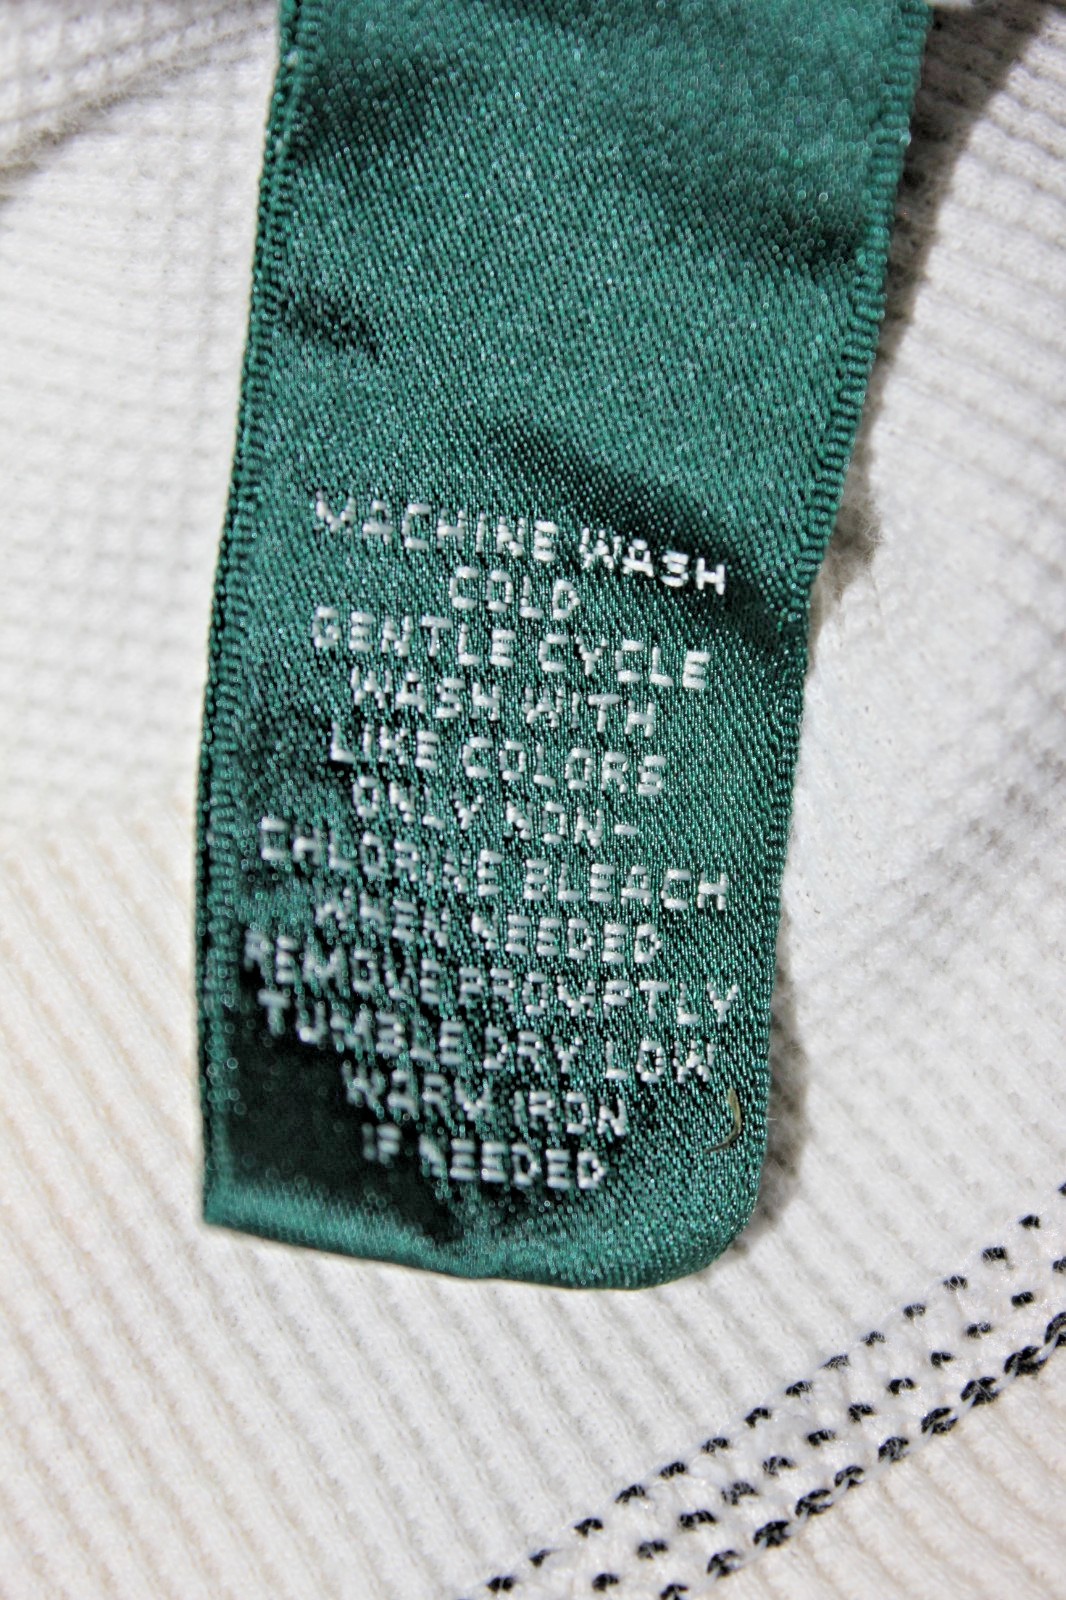 MACHINE WASH
COLD
GENTLE CYCLE
WASH WITH
LIKE COLORS
ONLY NON-
CHLORINE BLEACH
WHEN NEEDED
REMOVE PROMPTLY
TUMBLE DRY LOW
WARM IRON
IF NEEDED